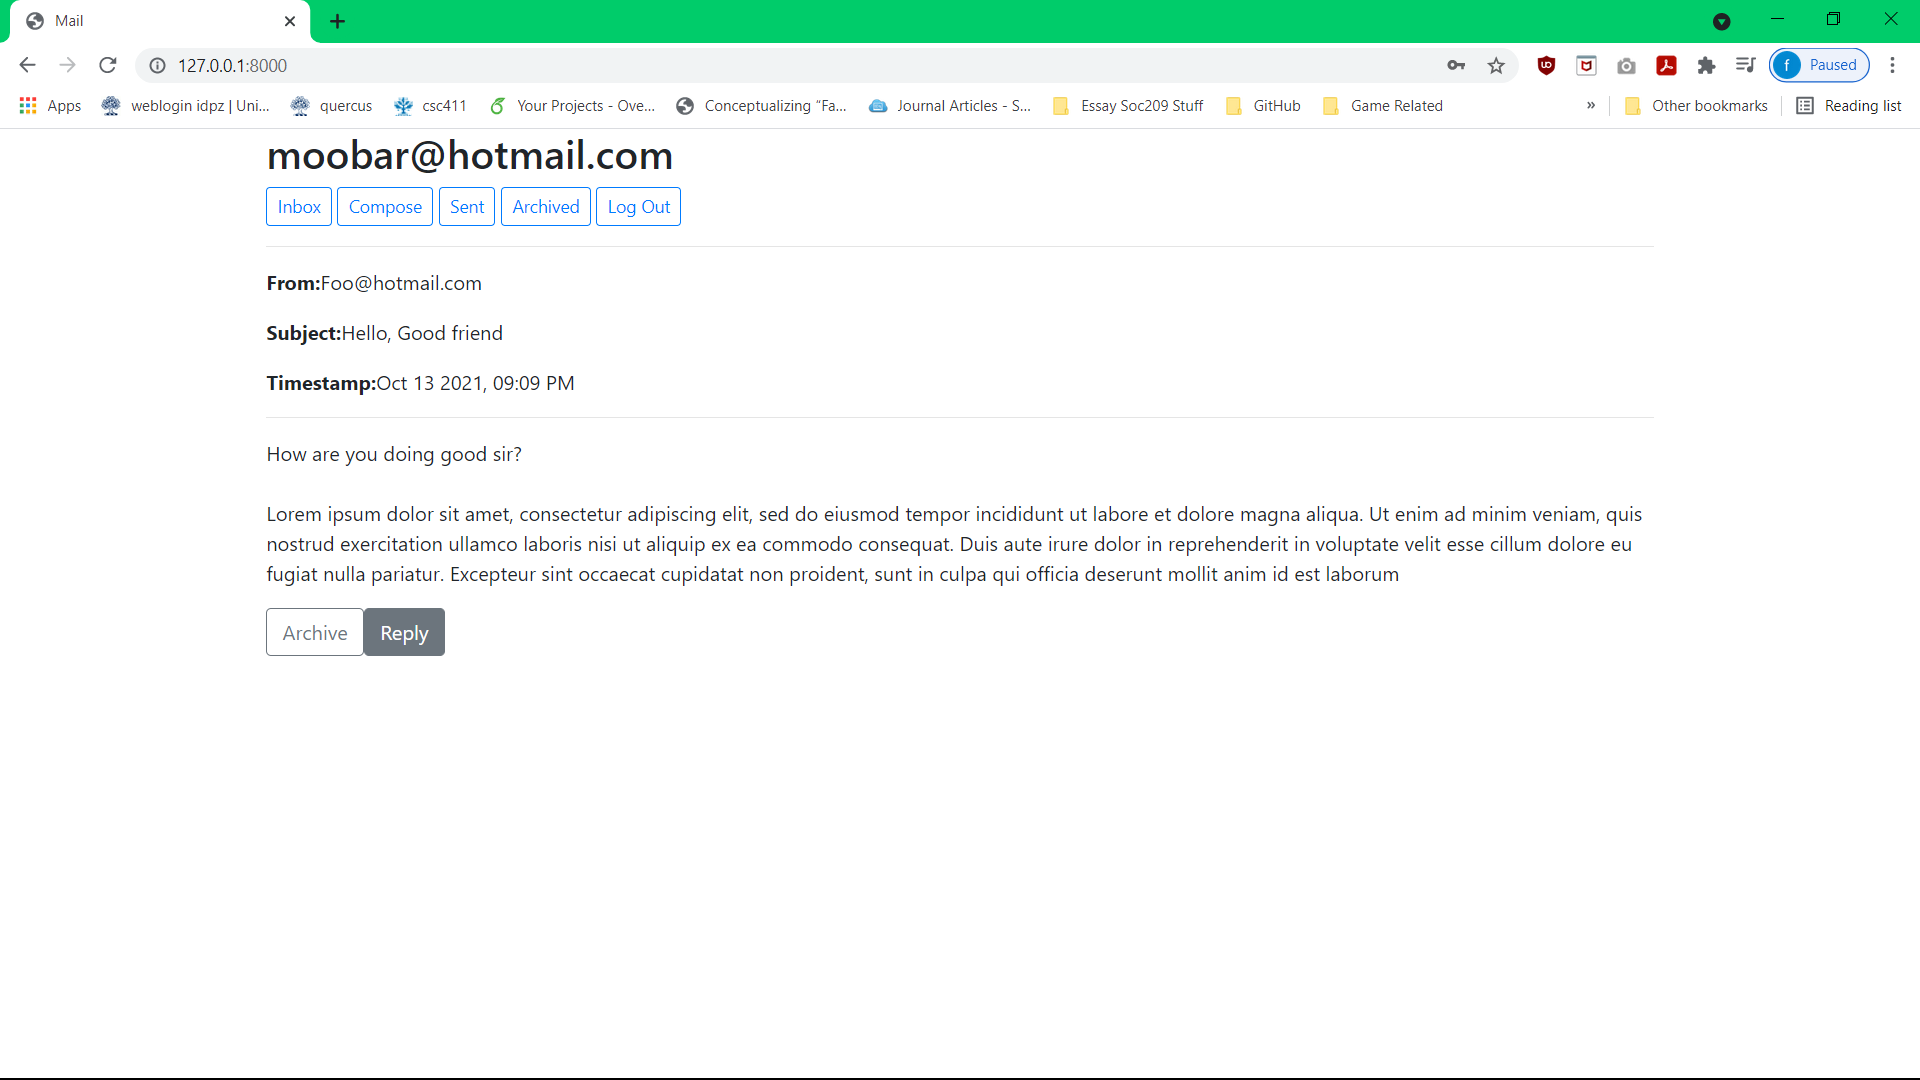 Mail
127.0.0.1:8000
Paused
Apps weblogin idpz | Uni... quercus csc411 Your Projects - Ove... Conceptualizing “Fa... Journal Articles - S... Essay Soc209 Stuff GitHub Game Related » Other bookmarks Reading list
moobar@hotmail.com
Inbox Compose Sent Archived Log Out
From:Foo@hotmail.com
Subject:Hello, Good friend
Timestamp:Oct 13 2021, 09:09 PM
How are you doing good sir?
Lorem ipsum dolor sit amet, consectetur adipiscing elit, sed do eiusmod tempor incididunt ut labore et dolore magna aliqua. Ut enim ad minim veniam, quis
nostrud exercitation ullamco laboris nisi ut aliquip ex ea commodo consequat. Duis aute irure dolor in reprehenderit in voluptate velit esse cillum dolore eu
fugiat nulla pariatur. Excepteur sint occaecat cupidatat non proident, sunt in culpa qui officia deserunt mollit anim id est laborum
Archive Reply